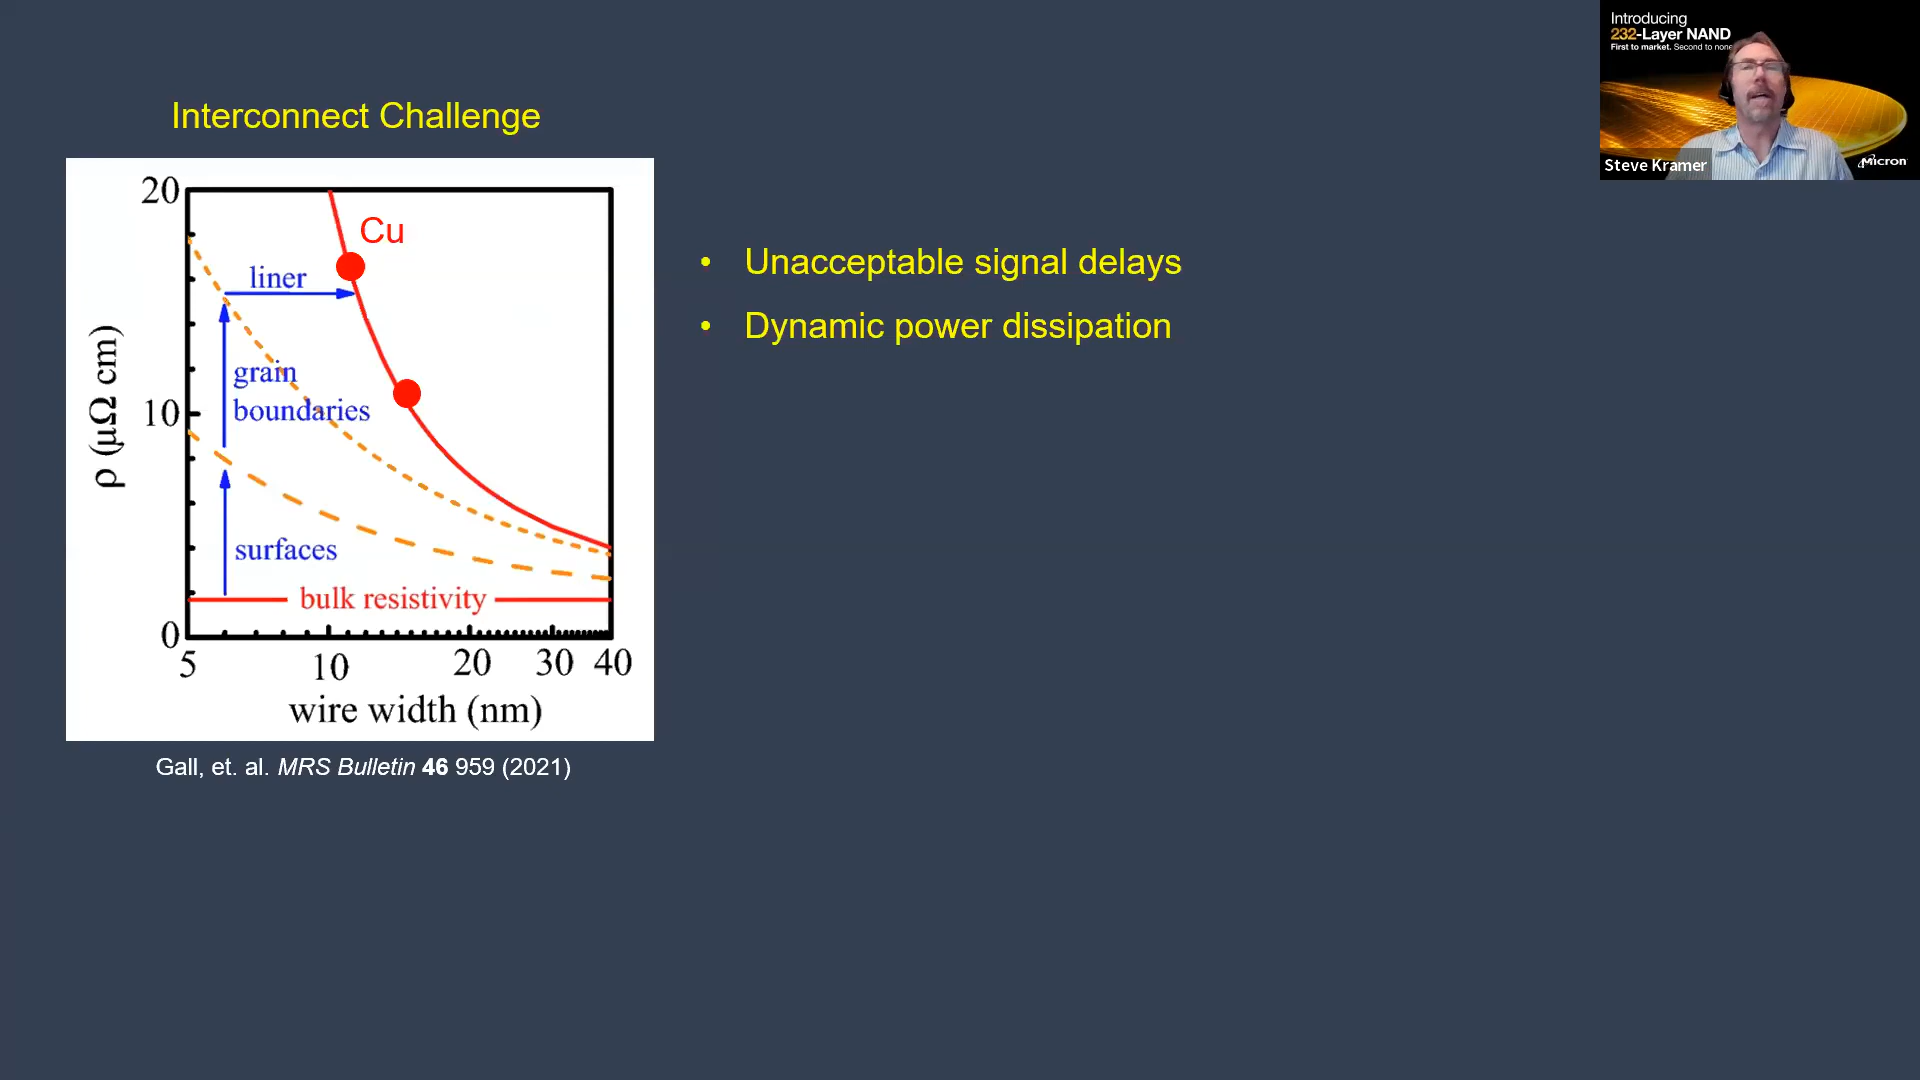 Introducing
232-Layer NAND
First to market. Second to none
Steve Kramer
Micron
Interconnect Challenge
20
10
0
ρ (μΩ cm)
Cu
liner
grain
boundaries
surfaces
bulk resistivity
5
10
20
30
40
wire width (nm)
Gall, et. al. MRS Bulletin 46 959 (2021)
• Unacceptable signal delays
• Dynamic power dissipation